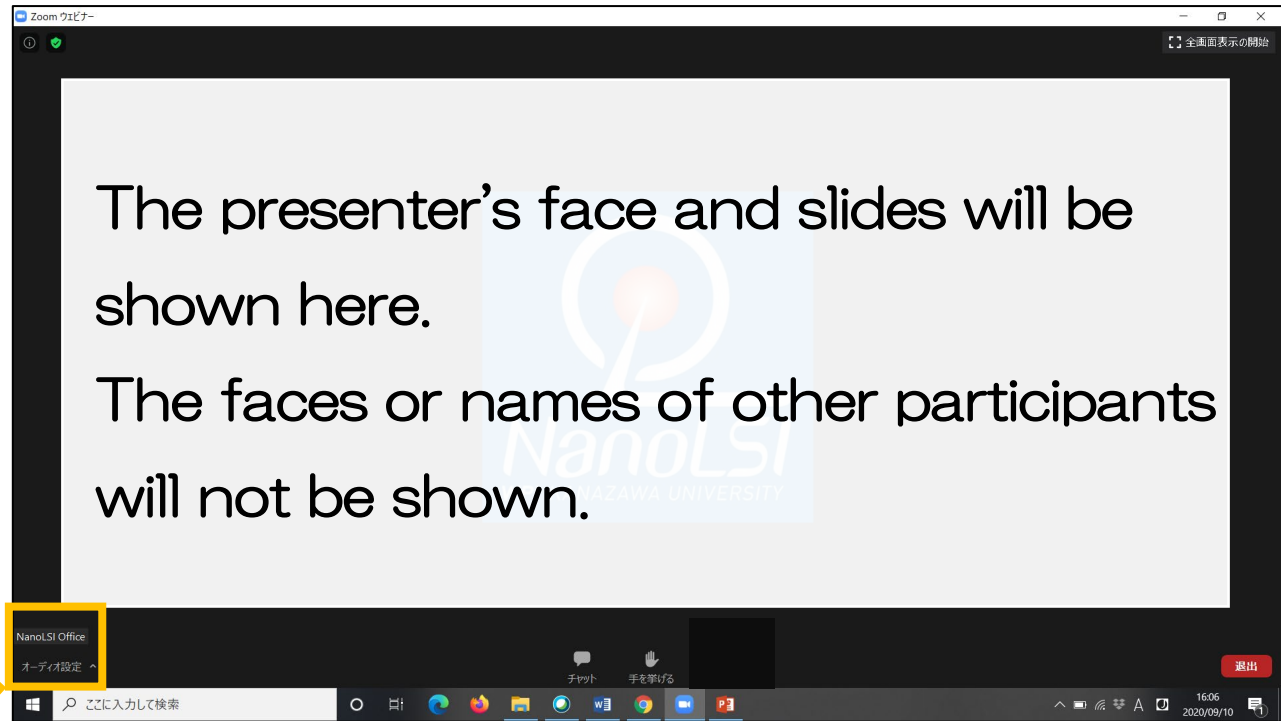 Zoom ウェビナー
全画面表示の開始
The presenter's face and slides will be
shown here.
The faces or names of other participants
will not be shown.
NanoLSI
KANAZAWA UNIVERSITY
NanoLSI Office
オーディオ設定
チャット
手を挙げる
退出
ここに入力して検索
A
16:06
2020/09/10